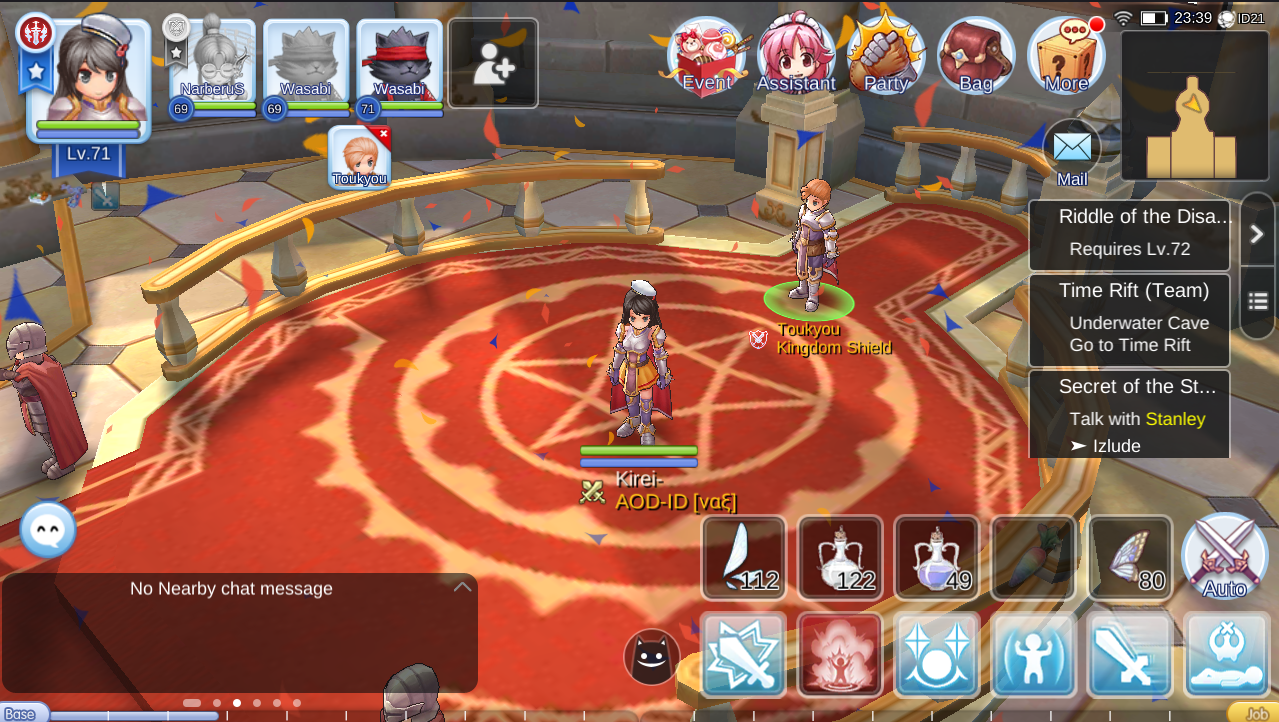 23:39
ID21
NarberuS
Wasabi
Wasabi
69
69
71
Lv.71
Toukyou
Event
Assistant
Party
Bag
More
Mail
Riddle of the Disa...
Requires Lv.72
Time Rift (Team)
Underwater Cave
Go to Time Rift
Secret of the St...
Talk with Stanley
Izlude
Toukyou
Kingdom Shield
Kirei-
AOD-ID [ναξ]
112
122
49
80
Auto
No Nearby chat message
Base
Job